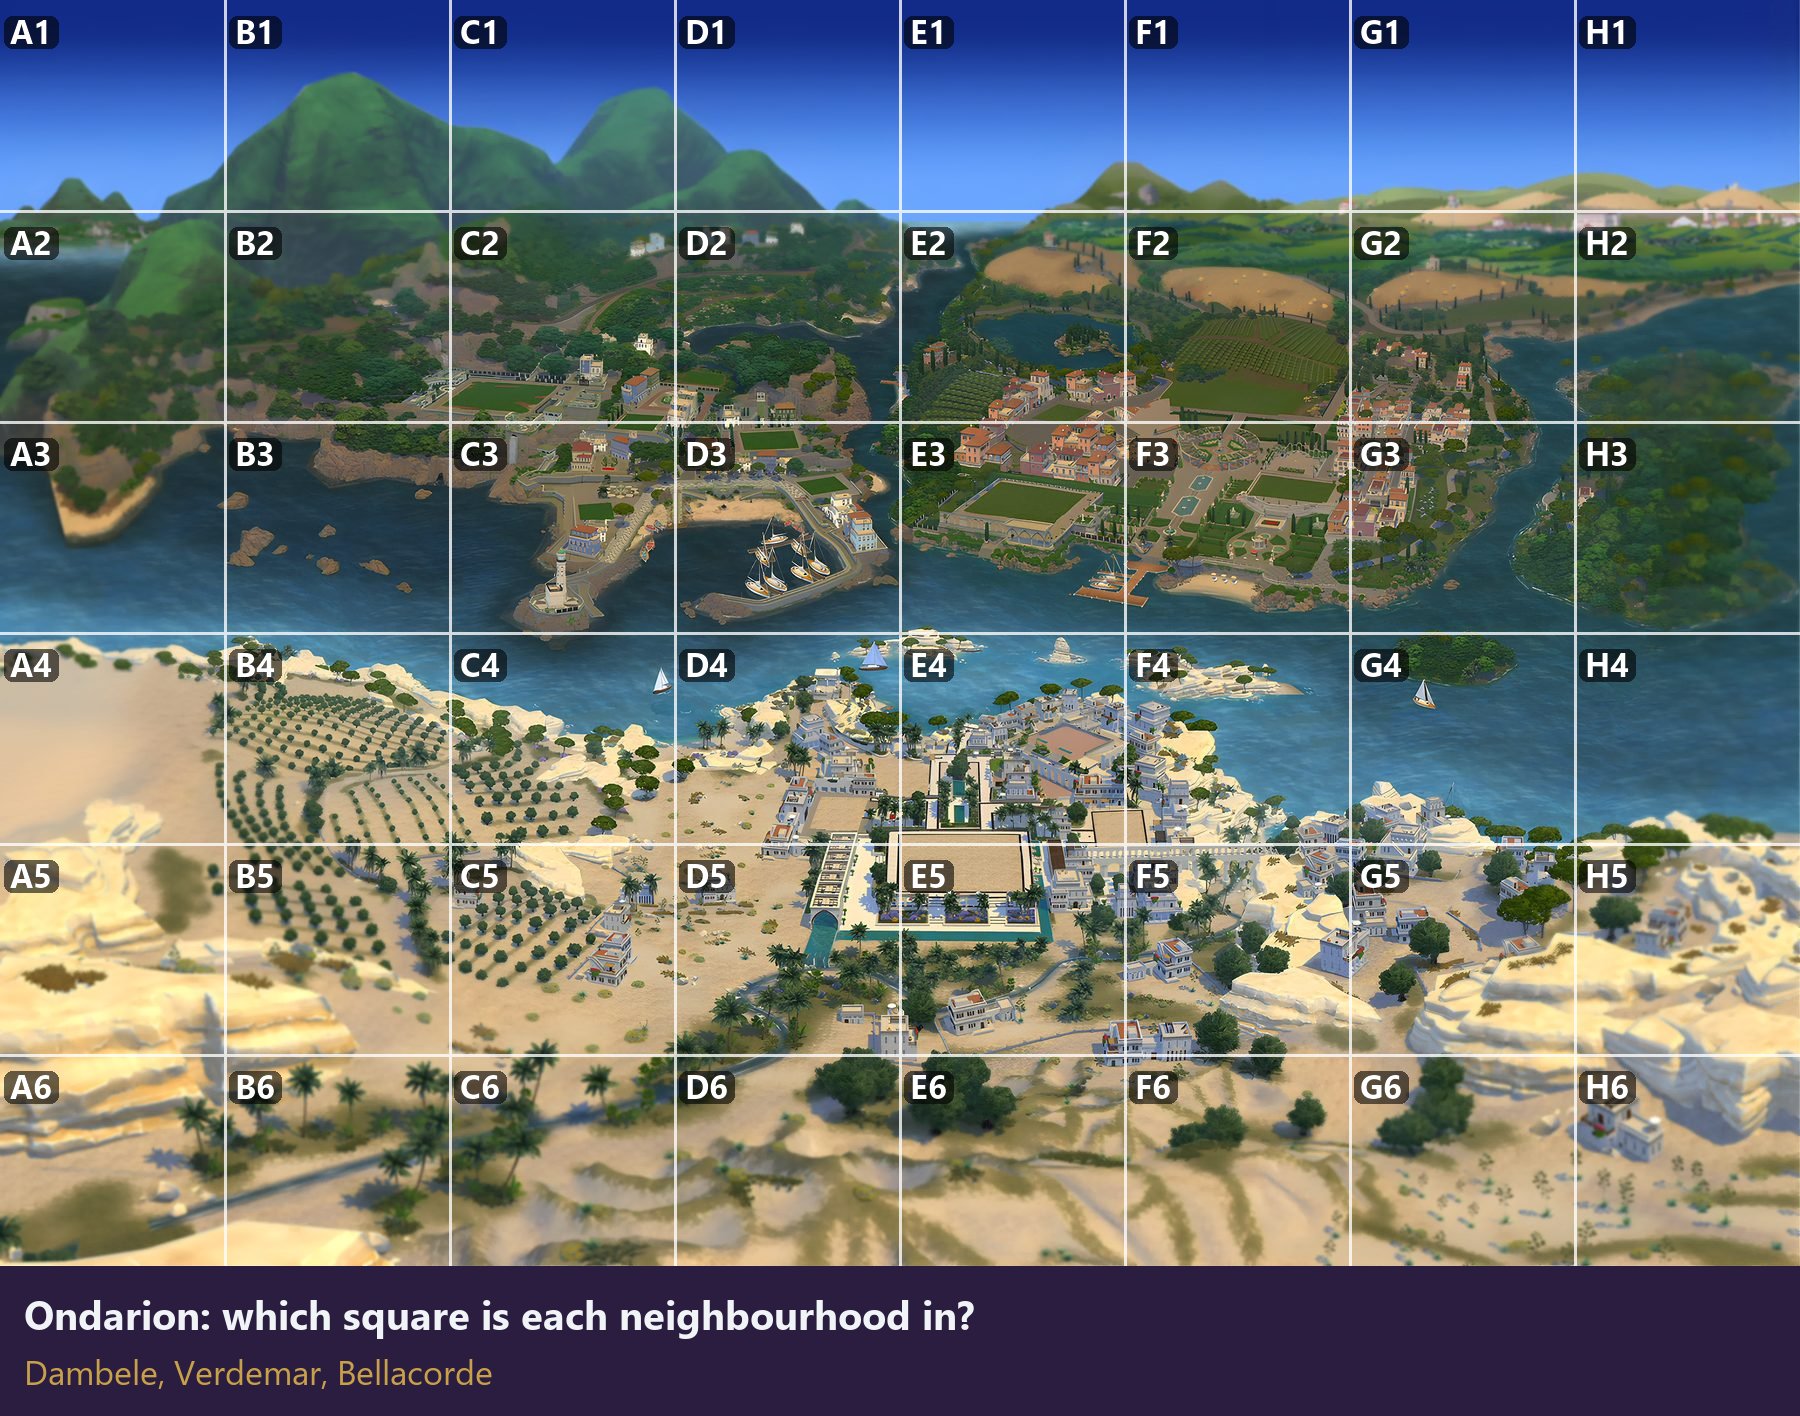 A1 B1 C1 D1 E1 F1 G1 H1
A2 B2 C2 D2 E2 F2 G2 H2
A3 B3 C3 D3 E3 F3 G3 H3
A4 B4 C4 D4 E4 F4 G4 H4
A5 B5 C5 D5 E5 F5 G5 H5
A6 B6 C6 D6 E6 F6 G6 H6
Ondarion: which square is each neighbourhood in?
Dambele, Verdemar, Bellacorde